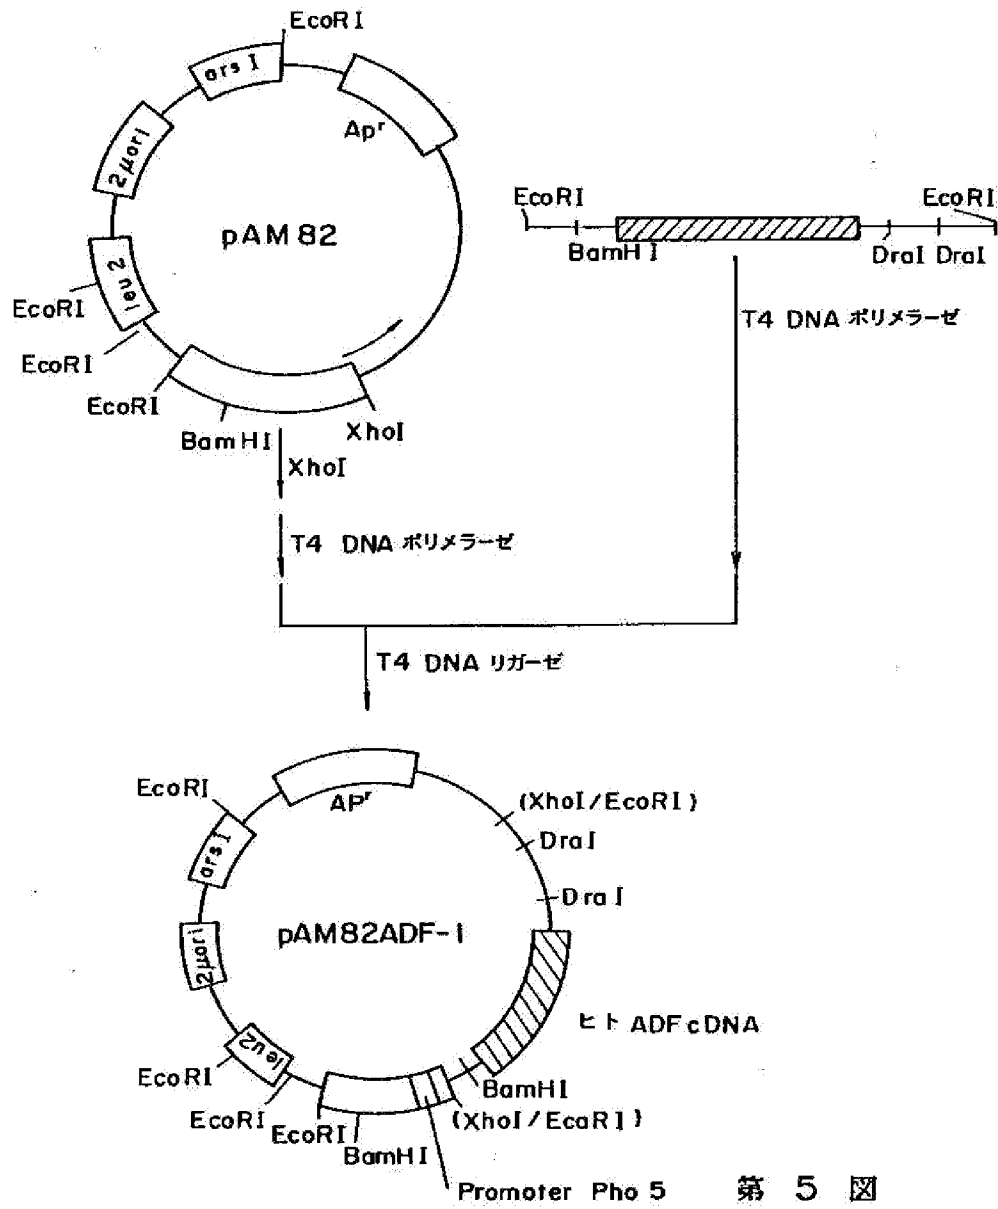 EcoRI
ars I
Apʳ
2μori
pAM82
leu 2
EcoRI
EcoRI
EcoRI
BamHI
XhoI
EcoRI
EcoRI
BamHI
DraI DraI
T4 DNA ポリメラーゼ
XhoI
T4 DNA ポリメラーゼ
T4 DNA リガーゼ
EcoRI
APʳ
(XhoI/EcoRI)
DraI
DraI
ars I
2μori
pAM82ADF-1
ヒト ADFcDNA
leu2
EcoRI
EcoRI
EcoRI
BamHI
BamHI
(XhoI/EcaRI)
Promoter Pho 5
第 5 図